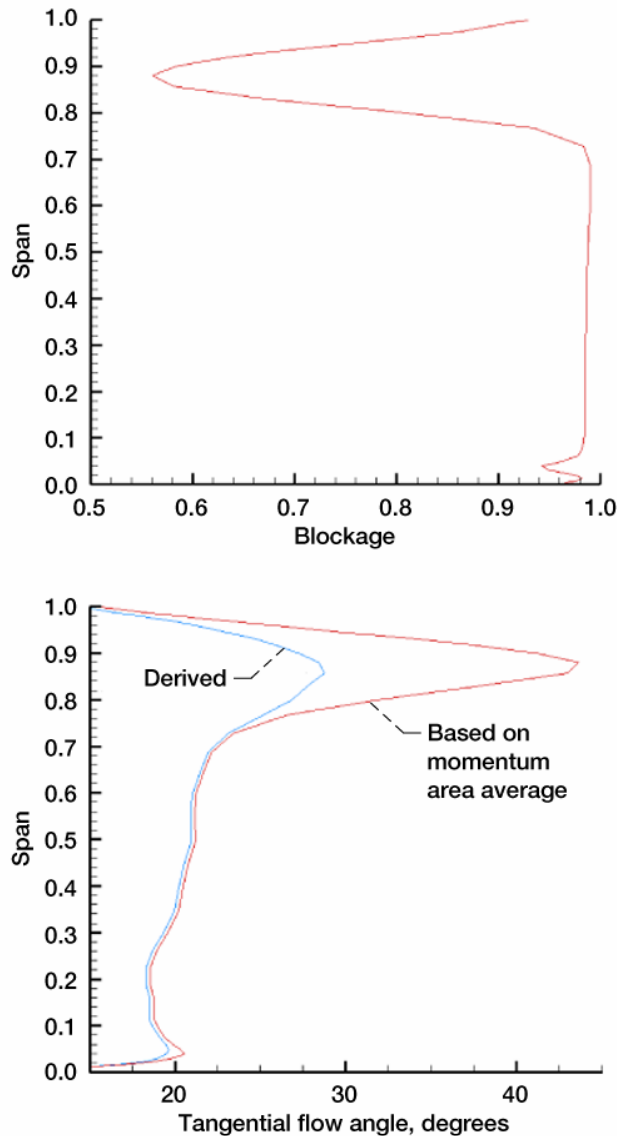 1.0
0.9
0.8
0.7
0.6
Span
0.5
0.4
0.3
0.2
0.1
0.0
0.5 0.6 0.7 0.8 0.9 1.0
Blockage
1.0
0.9
Derived
0.8
Based on
momentum
area average
0.7
0.6
Span
0.5
0.4
0.3
0.2
0.1
0.0
20 30 40
Tangential flow angle, degrees